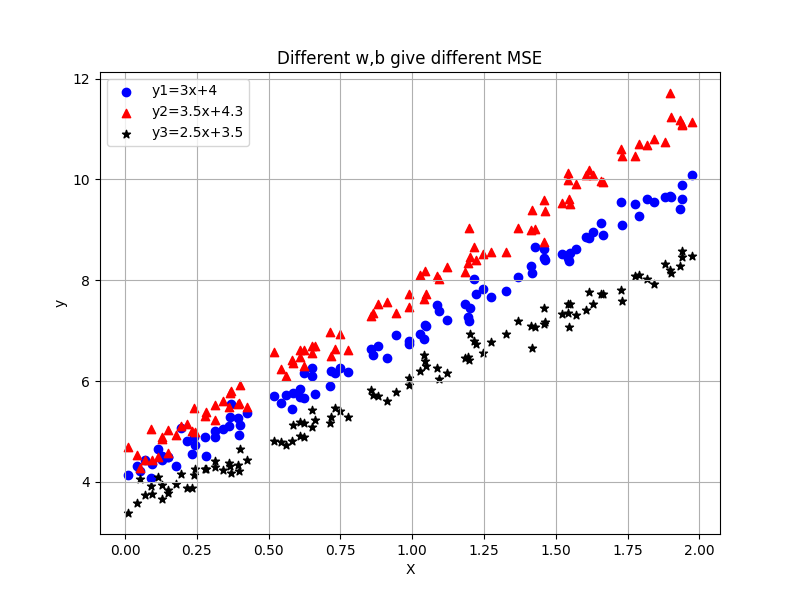 Different w,b give different MSE
y1=3x+4
y2=3.5x+4.3
y3=2.5x+3.5
12
10
8
6
4
y
0.00 0.25 0.50 0.75 1.00 1.25 1.50 1.75 2.00
X